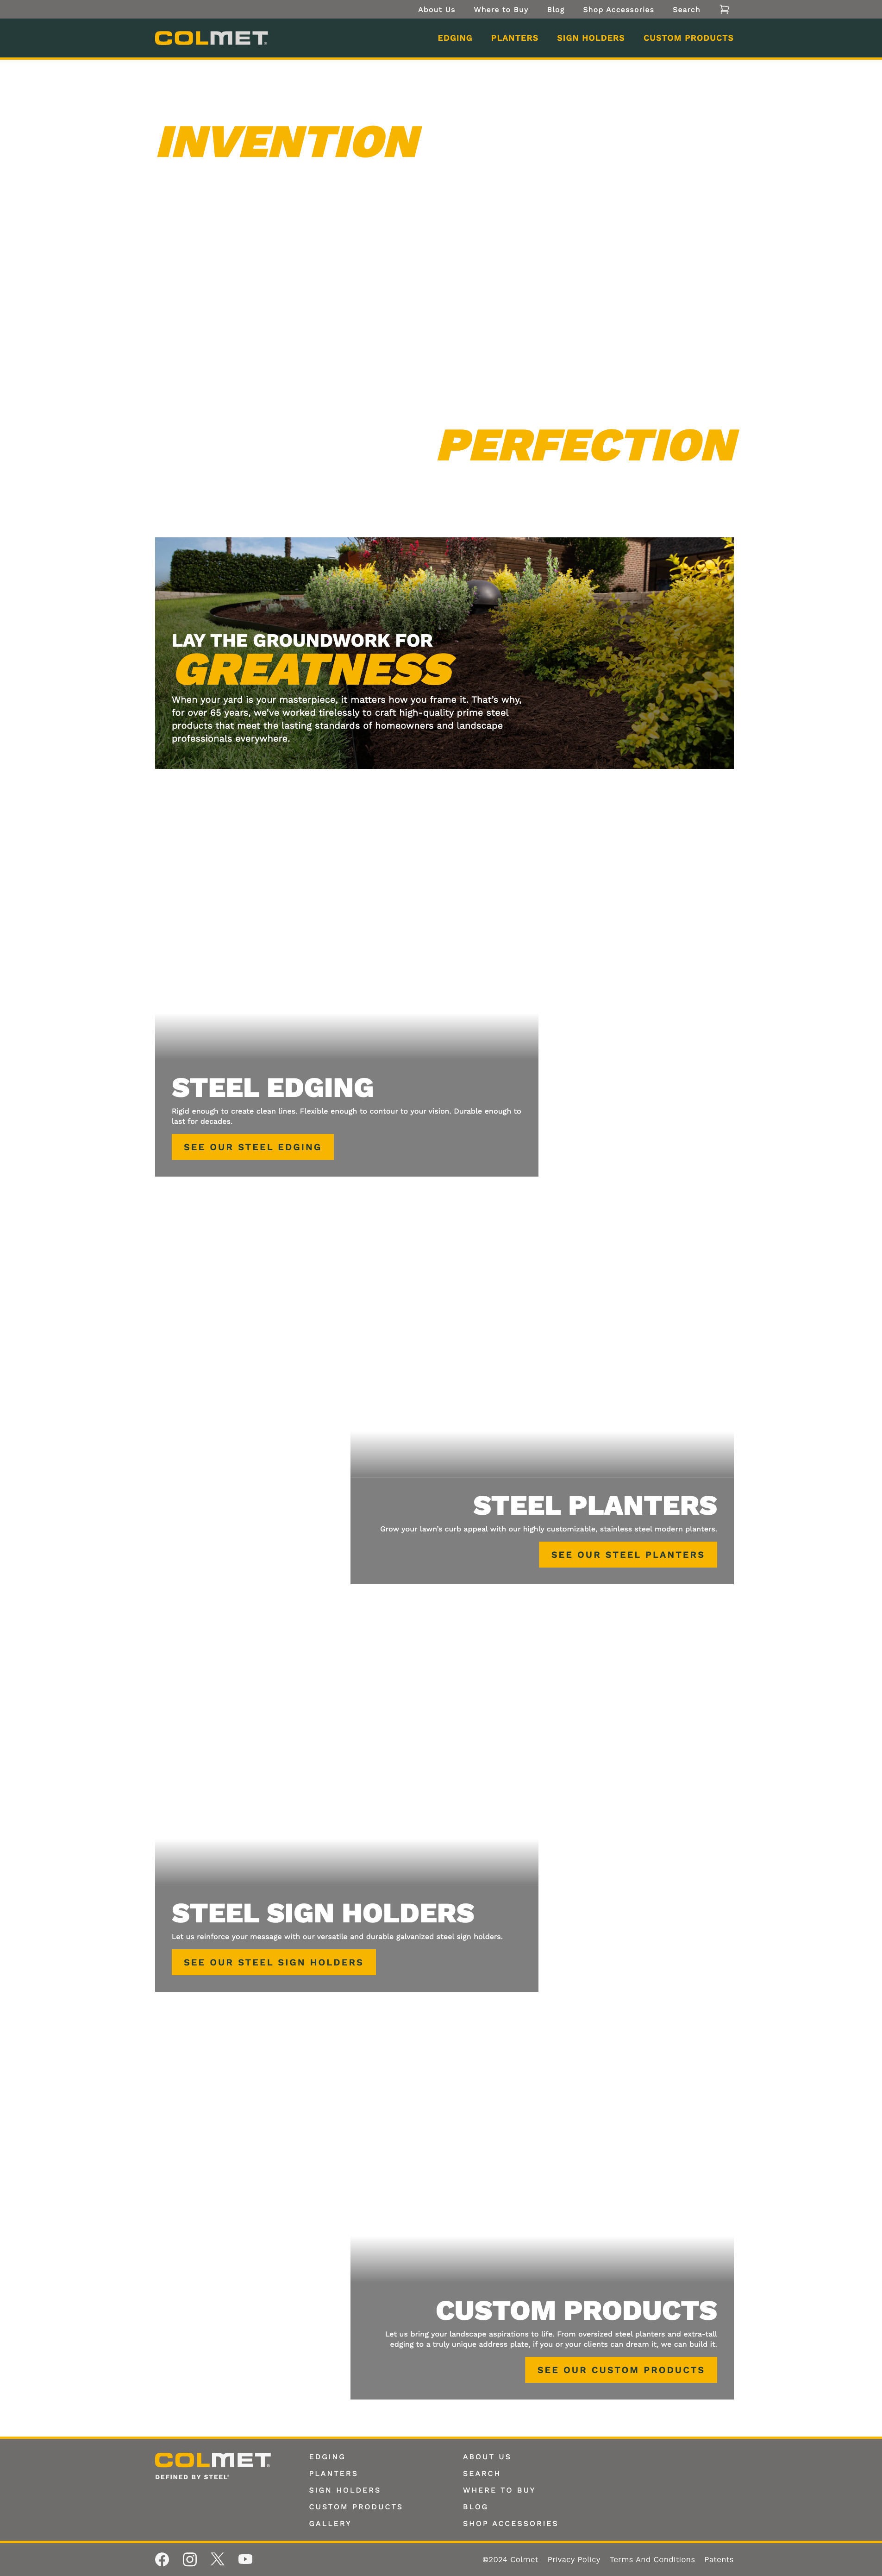 About Us Where to Buy Blog Shop Accessories Search
COLMET®
EDGING PLANTERS SIGN HOLDERS CUSTOM PRODUCTS
INVENTION
PERFECTION
LAY THE GROUNDWORK FOR
GREATNESS
When your yard is your masterpiece, it matters how you frame it. That’s why,
for over 65 years, we’ve worked tirelessly to craft high-quality prime steel
products that meet the lasting standards of homeowners and landscape
professionals everywhere.
STEEL EDGING
Rigid enough to create clean lines. Flexible enough to contour to your vision. Durable enough to
last for decades.
SEE OUR STEEL EDGING
STEEL PLANTERS
Grow your lawn’s curb appeal with our highly customizable, stainless steel modern planters.
SEE OUR STEEL PLANTERS
STEEL SIGN HOLDERS
Let us reinforce your message with our versatile and durable galvanized steel sign holders.
SEE OUR STEEL SIGN HOLDERS
CUSTOM PRODUCTS
Let us bring your landscape aspirations to life. From oversized steel planters and extra-tall
edging to a truly unique address plate, if you or your clients can dream it, we can build it.
SEE OUR CUSTOM PRODUCTS
COLMET®
DEFINED BY STEEL™
EDGING
PLANTERS
SIGN HOLDERS
CUSTOM PRODUCTS
GALLERY
ABOUT US
SEARCH
WHERE TO BUY
BLOG
SHOP ACCESSORIES
©2024 Colmet Privacy Policy Terms And Conditions Patents